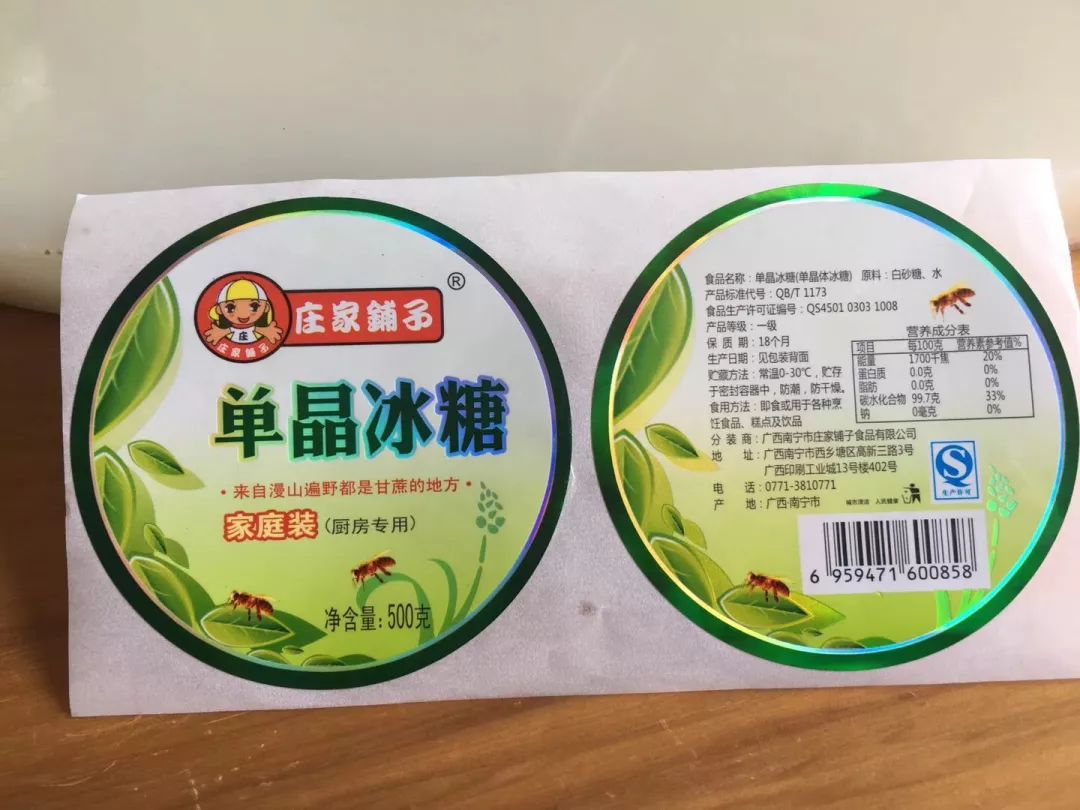 庄家鋪子
®
庄
庄家鋪子
单晶冰糖
·来自漫山遍野都是甘蔗的地方·
家庭装(厨房专用)
净含量:500克
食品名称:单晶冰糖(单晶体冰糖) 原料:白砂糖、水
产品标准代号:QB/T 1173
食品生产许可证编号:QS4501 0303 1008
产品等级:一级
保 质 期:18个月
生产日期:见包装背面
贮藏方法:常温0-30℃,贮存
于密封容器中,防潮,防干燥。
食用方法:即食或用于各种烹
饪食品、糕点及饮品
营养成分表
项目 每100克 营养素参考值%
能量 1700千焦 20%
蛋白质 0.0克 0%
脂肪 0.0克 0%
碳水化合物 99.7克 33%
钠 0毫克 0%
分 装 商:广西南宁市庄家铺子食品有限公司
地 址:广西南宁市西乡塘区高新三路3号
广西印刷工业城13号楼402号
电 话:0771-3810771
产 地:广西·南宁市
城市清洁 人民健康
生产许可
6 959471 600858